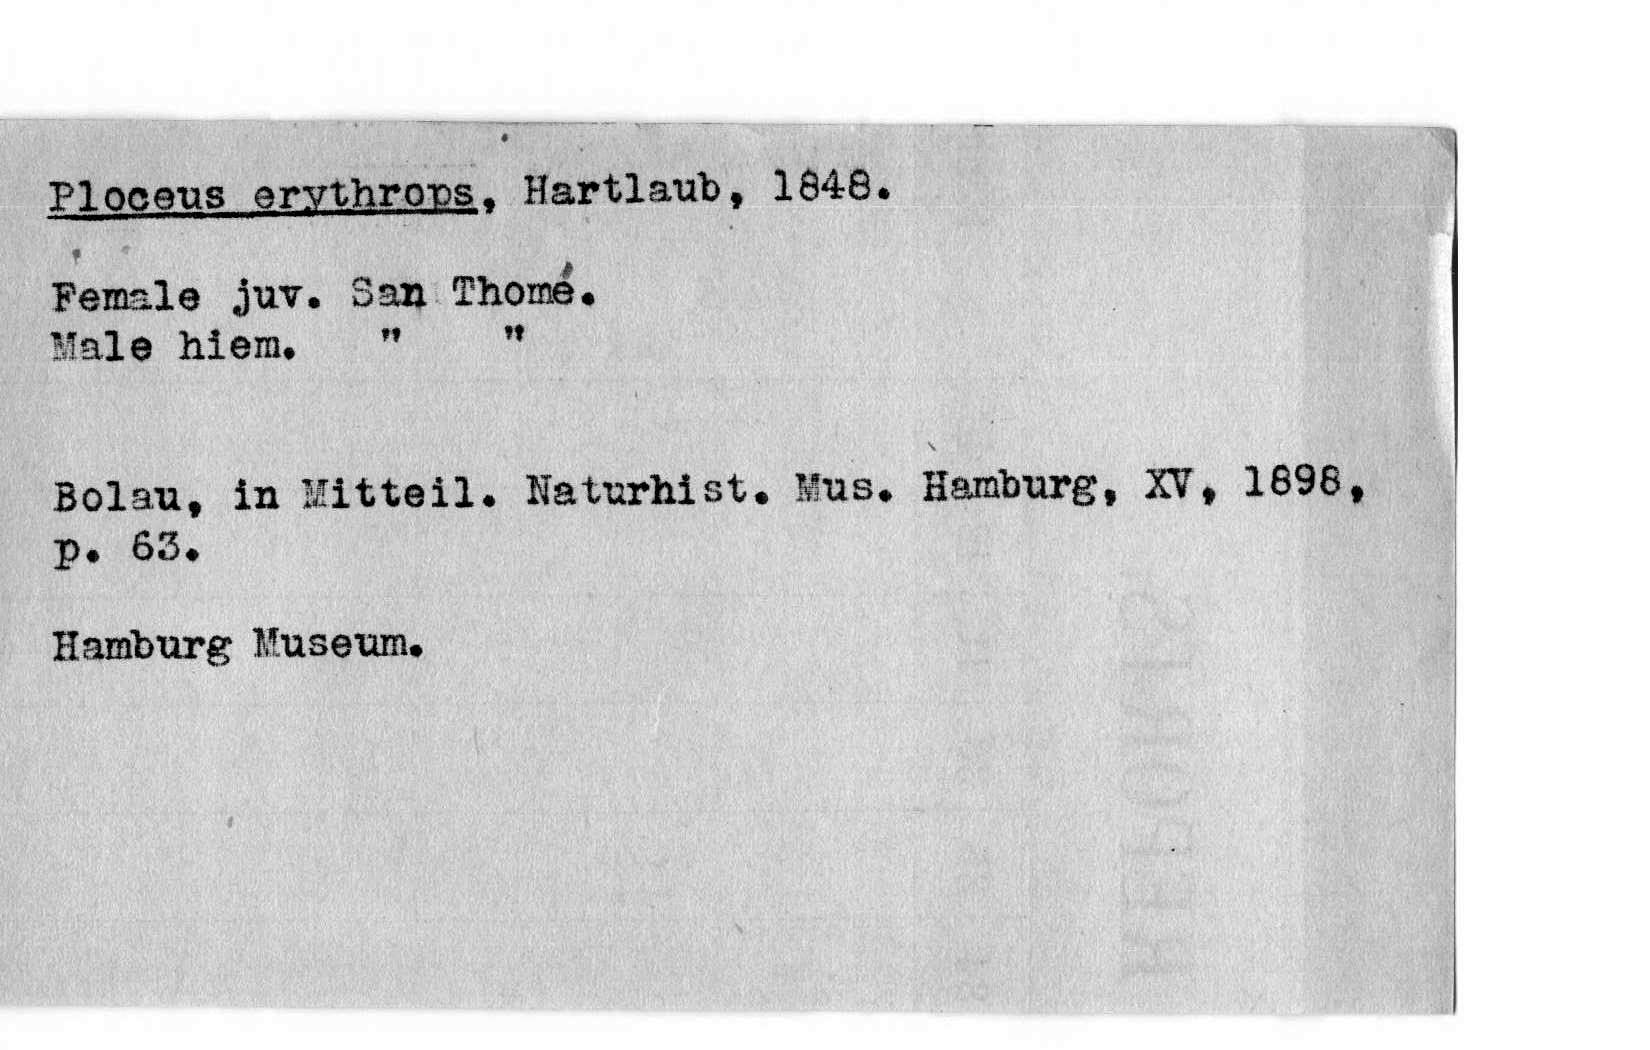 Ploceus erythrops, Hartlaub, 1848.
Female juv. San Thomé.
Male hiem. " "
Bolau, in Mitteil. Naturhist. Mus. Hamburg, XV, 1898,
p. 63.
Hamburg Museum.